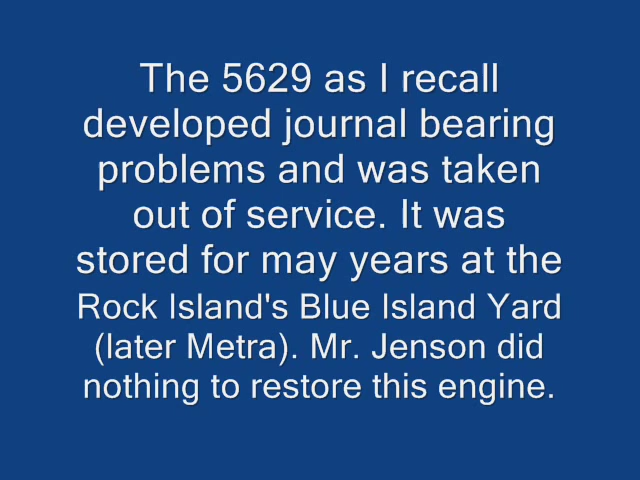 The 5629 as I recall
developed journal bearing
problems and was taken
out of service. It was
stored for may years at the
Rock Island's Blue Island Yard
(later Metra). Mr. Jenson did
nothing to restore this engine.